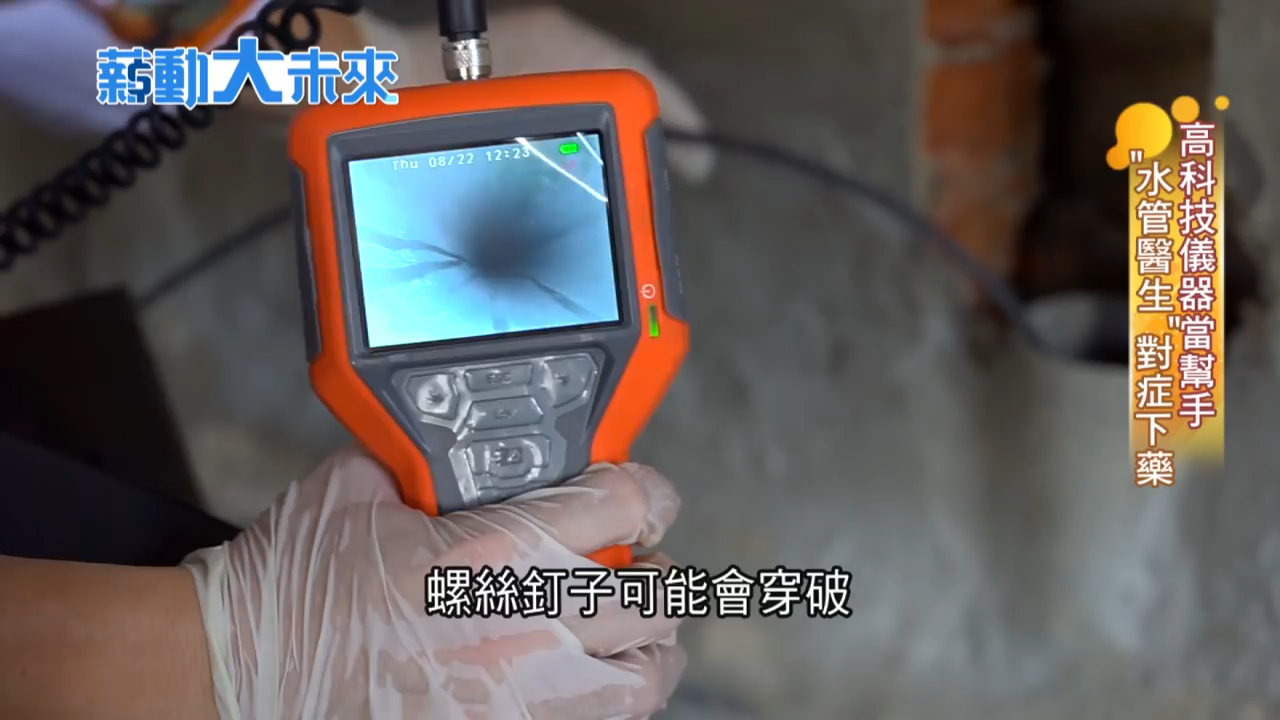 薪動大未來
Thu 08/22 12:23
高科技儀器當幫手
"水管醫生"對症下藥
螺絲釘子可能會穿破